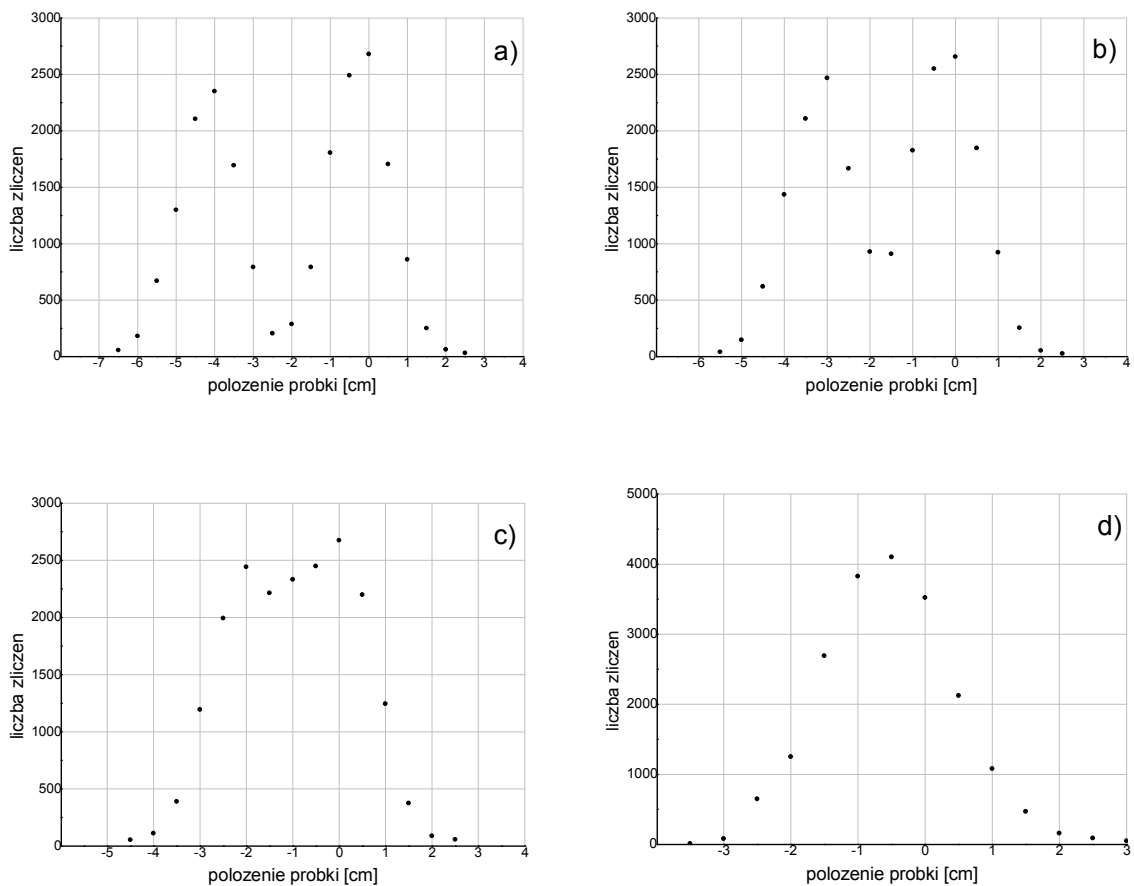 3000
2500
2000
1500
1000
500
0
liczba zliczen
a)
-7 -6 -5 -4 -3 -2 -1 0 1 2 3 4
polozenie probki [cm]
3000
2500
2000
1500
1000
500
0
liczba zliczen
b)
-6 -5 -4 -3 -2 -1 0 1 2 3 4
polozenie probki [cm]
3000
2500
2000
1500
1000
500
0
liczba zliczen
c)
-5 -4 -3 -2 -1 0 1 2 3 4
polozenie probki [cm]
5000
4000
3000
2000
1000
0
liczba zliczen
d)
-3 -2 -1 0 1 2 3
polozenie probki [cm]